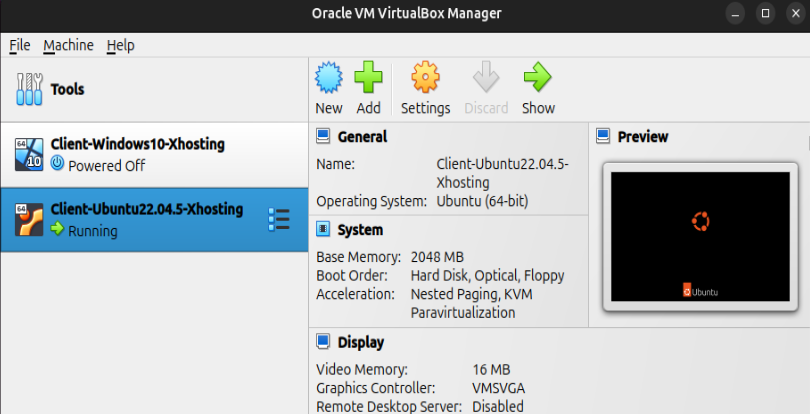 Oracle VM VirtualBox Manager
File Machine Help
Tools
New Add Settings Discard Show
64
10
Client-Windows10-Xhosting
Powered Off
64
Client-Ubuntu22.04.5-Xhosting
Running
General
Name: Client-Ubuntu22.04.5-
Xhosting
Operating System: Ubuntu (64-bit)
System
Base Memory: 2048 MB
Boot Order: Hard Disk, Optical, Floppy
Acceleration: Nested Paging, KVM
Paravirtualization
Display
Video Memory: 16 MB
Graphics Controller: VMSVGA
Remote Desktop Server: Disabled
Preview
Ubuntu